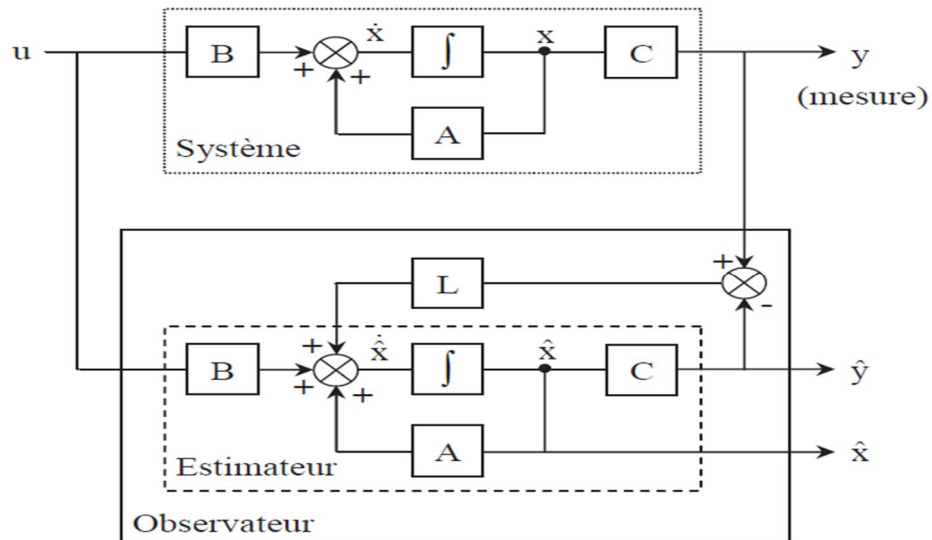 u
B
+
+
ẋ
∫
x
C
y
(mesure)
A
Système
+
-
L
+
B
+
+
x̂̇
∫
x̂
C
ŷ
A
x̂
Estimateur
Observateur